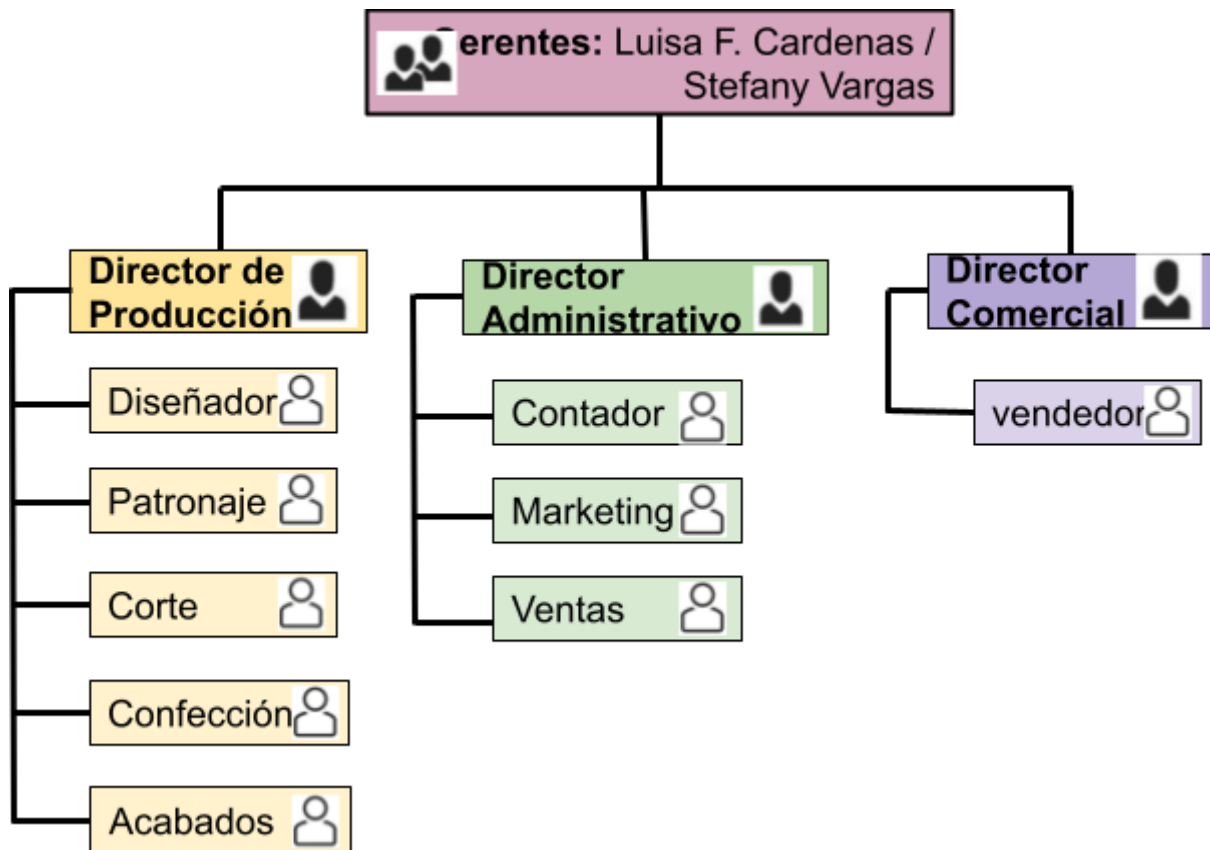 Gerentes: Luisa F. Cardenas /
Stefany Vargas
Director de
Producción
Diseñador
Patronaje
Corte
Confección
Acabados
Director
Administrativo
Contador
Marketing
Ventas
Director
Comercial
vendedor